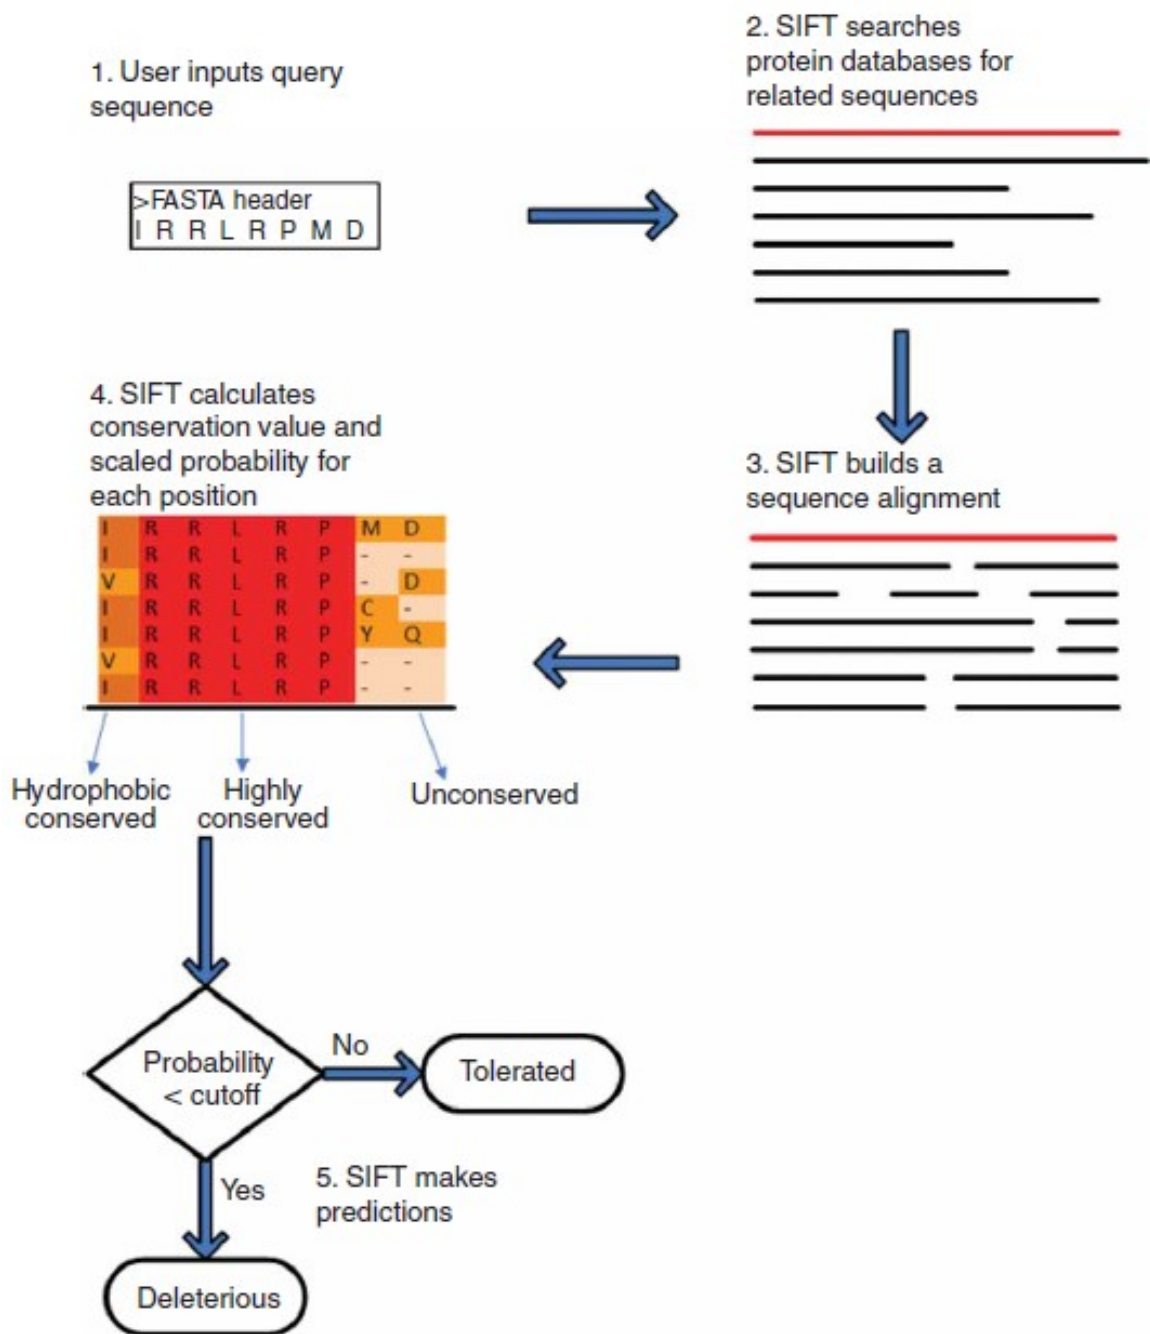 1. User inputs query
sequence
>FASTA header
I R R L R P M D
2. SIFT searches
protein databases for
related sequences
3. SIFT builds a
sequence alignment
4. SIFT calculates
conservation value and
scaled probability for
each position
I R R L R P M D
I R R L R P - -
V R R L R P - D
I R R L R P C -
I R R L R P Y Q
V R R L R P - -
I R R L R P - -
Hydrophobic
conserved
Highly
conserved
Unconserved
Probability
< cutoff
No
Tolerated
Yes
5. SIFT makes
predictions
Deleterious